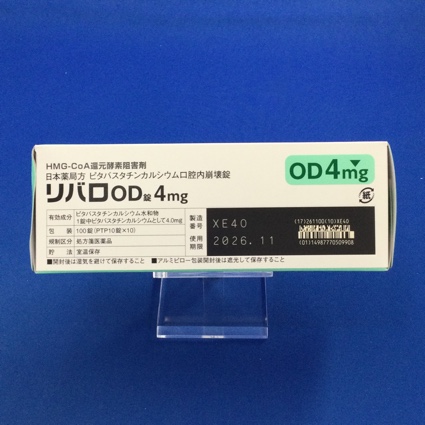 HMG-CoA還元酵素阻害剤
日本薬局方 ピタバスタチンカルシウム口腔内崩壊錠
リバロOD錠4mg
OD4mg
紙
有効成分 ピタバスタチンカルシウム水和物
1錠中ピタバスタチンカルシウムとして4.0mg
包装 100錠(PTP10錠×10)
規制区分 処方箋医薬品
貯法 室温保存
■開封後は湿気を避けて保存すること ■アルミピロー包装開封後は遮光して保存すること
製造番号 XE40
使用期限 2026.11
(17)261100(10)XE40
(01)14987770509908